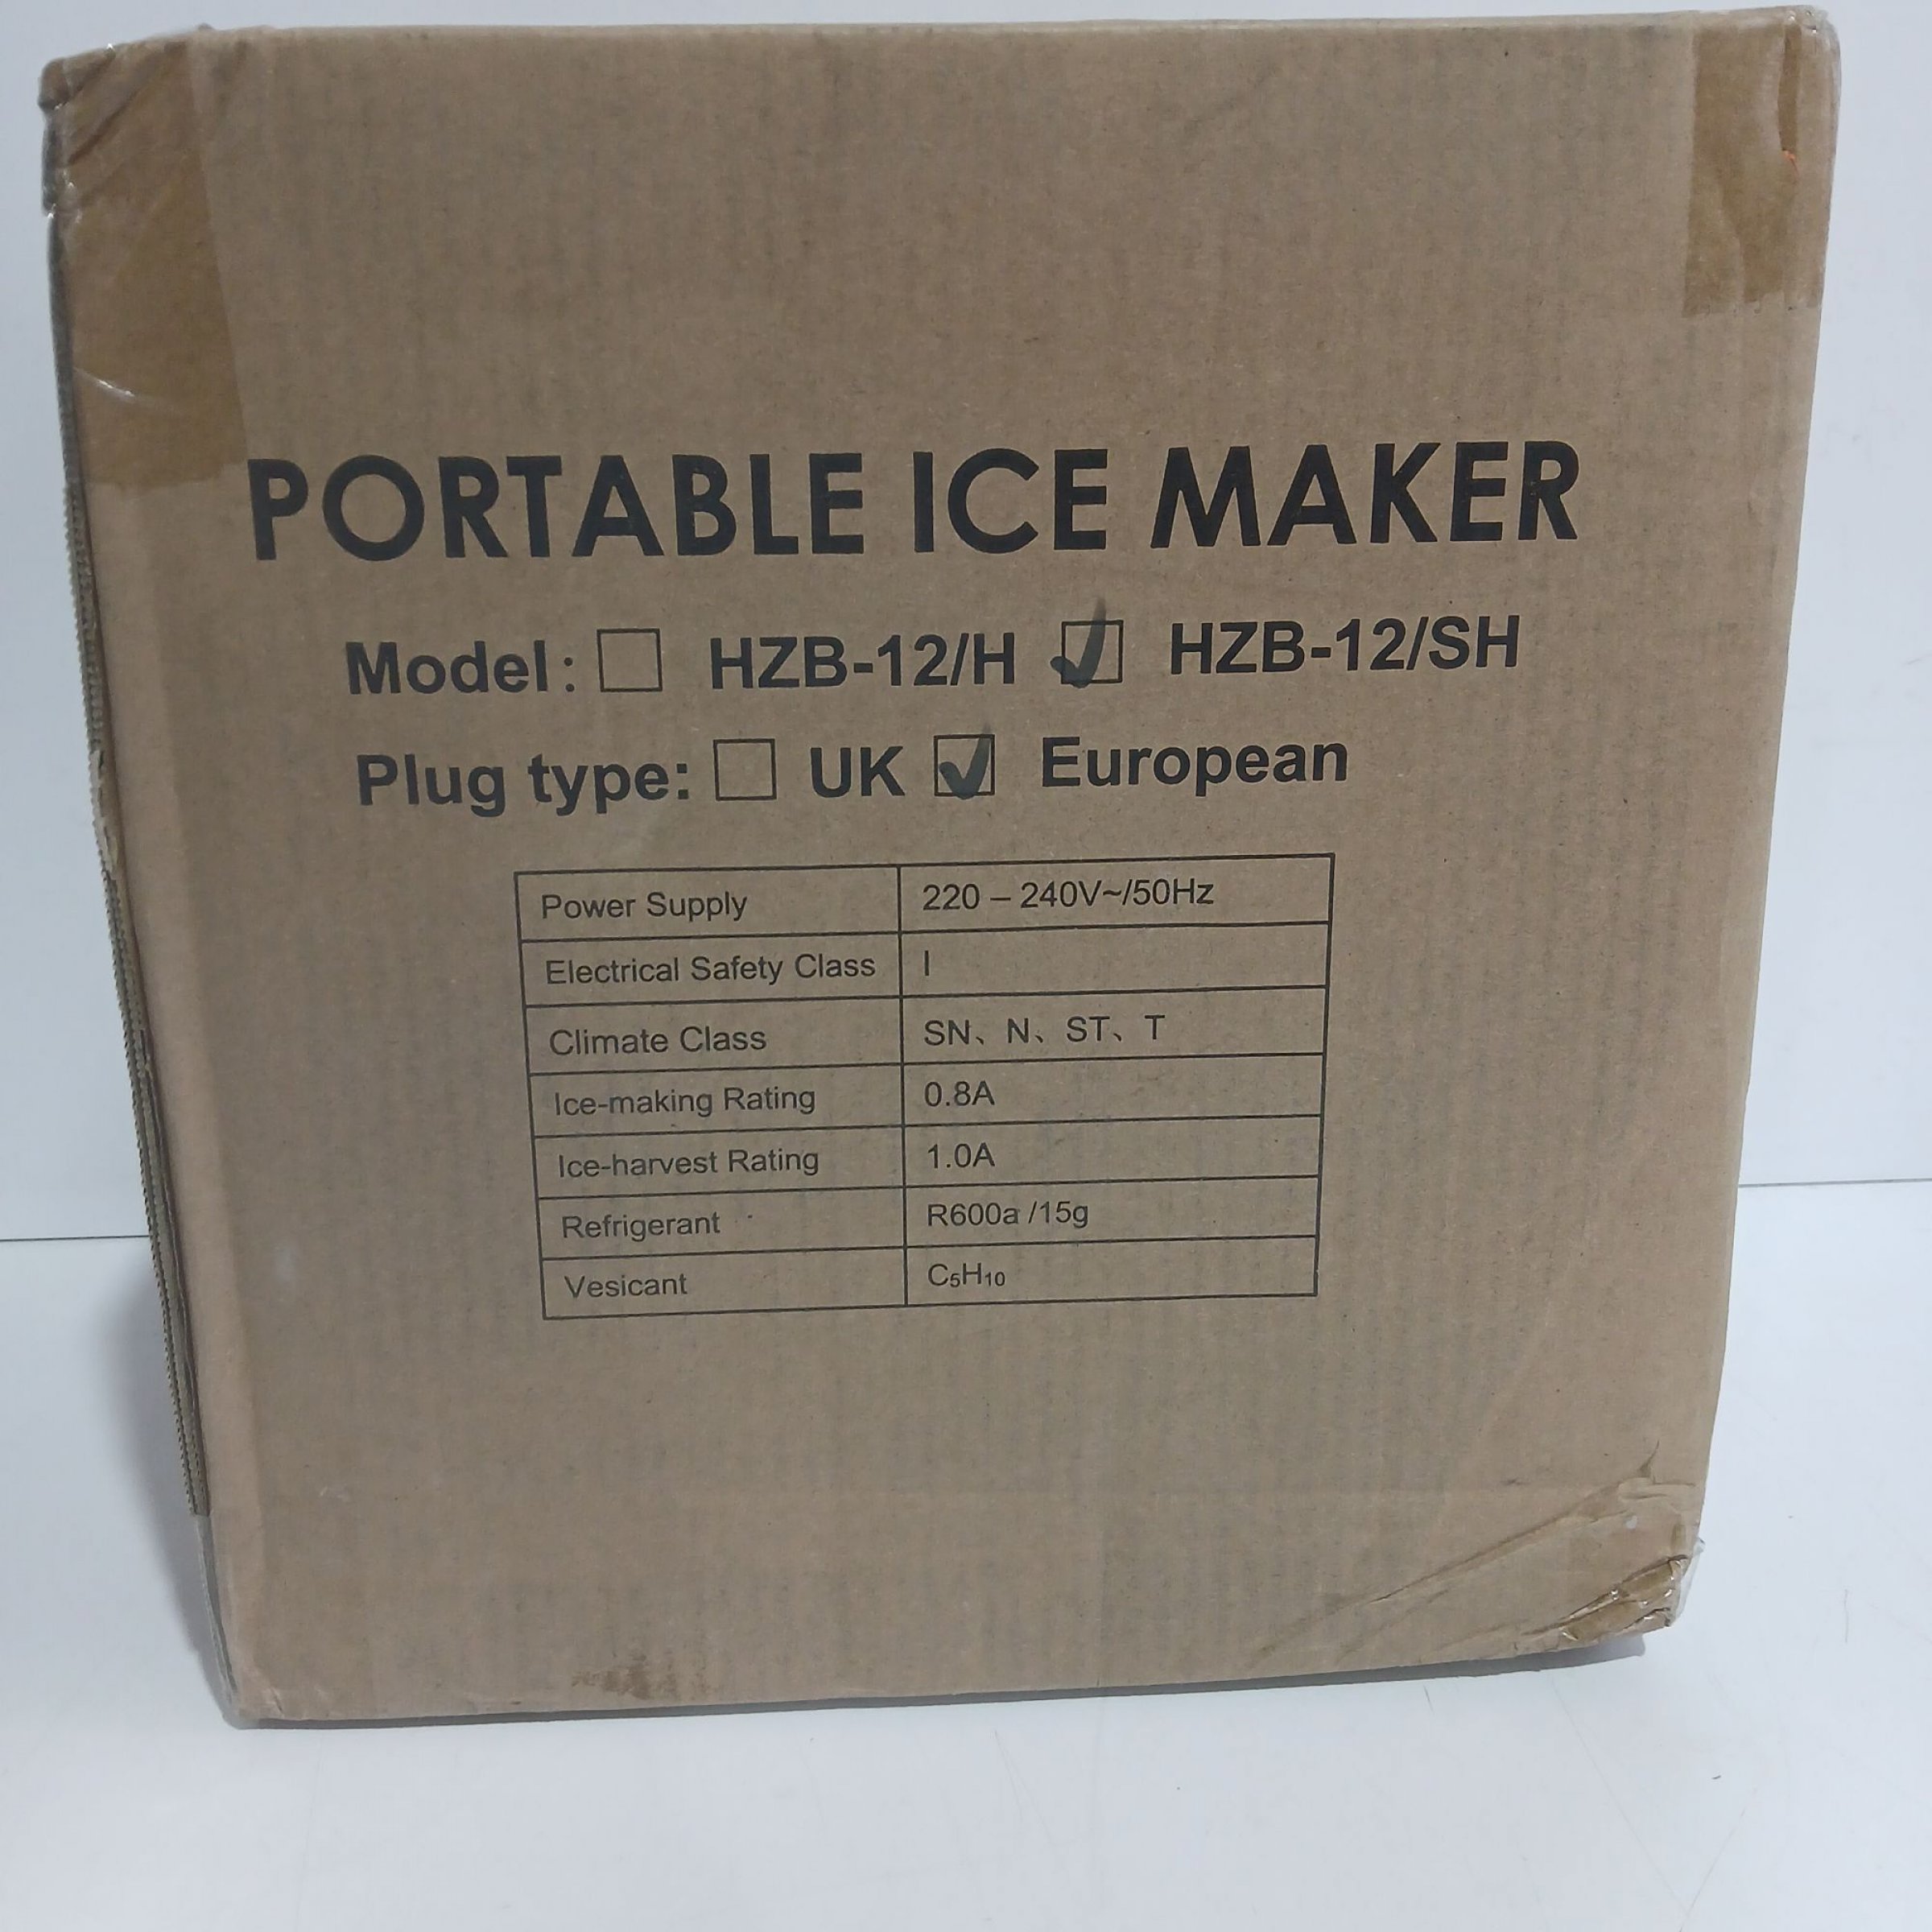 PORTABLE ICE MAKER
Model: ☐ HZB-12/H ☑ HZB-12/SH
Plug type: ☐ UK ☑ European
Power Supply 220 – 240V~/50Hz
Electrical Safety Class I
Climate Class SN、N、ST、T
Ice-making Rating 0.8A
Ice-harvest Rating 1.0A
Refrigerant R600a /15g
Vesicant C₅H₁₀